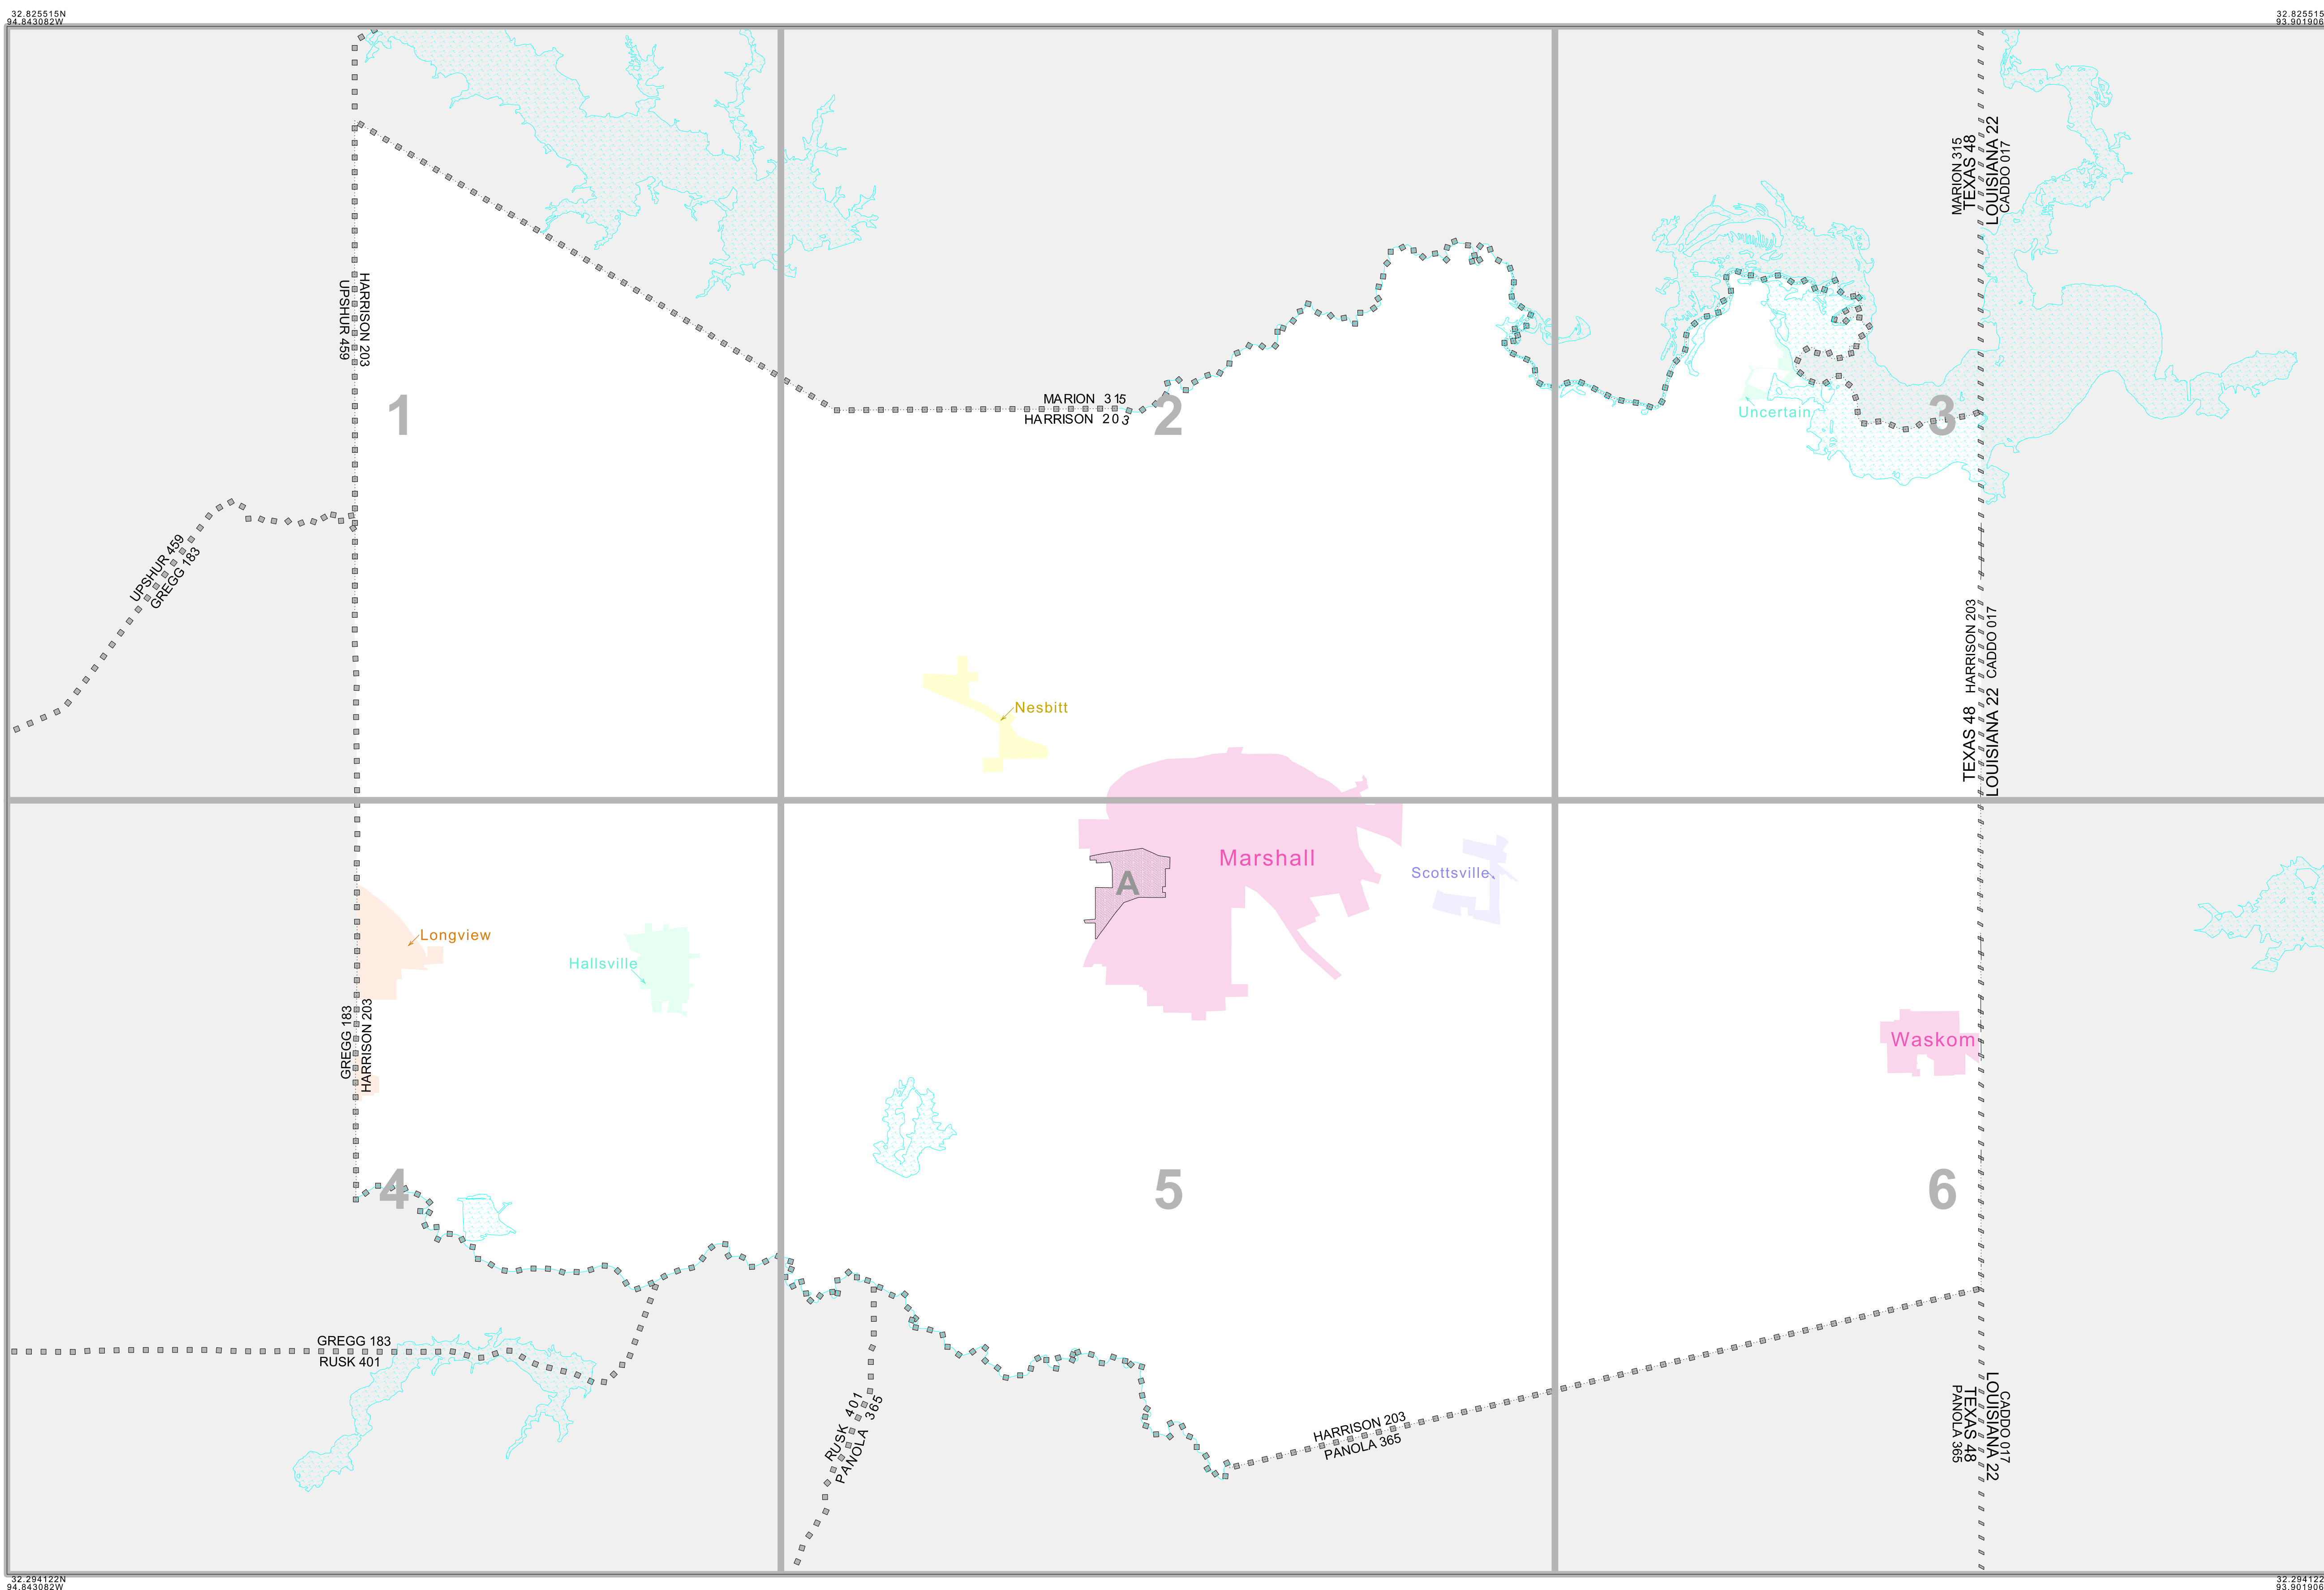 32.825515N
94.843082W
32.825515
93.901906
MARION 315
TEXAS 48
LOUISIANA 22
CADDO 017
UPSHUR 459
HARRISON 203
1
MARION 315
HARRISON 203
2
Uncertain
3
UPSHUR 459
GREGG 183
HARRISON 203
CADDO 017
TEXAS 48
LOUISIANA 22
Nesbitt
Marshall
A
Scottsville
Longview
Hallsville
GREGG 183
HARRISON 203
Waskom
4
5
6
GREGG 183
RUSK 401
RUSK 401
PANOLA 365
HARRISON 203
PANOLA 365
PANOLA 365
TEXAS 48
LOUISIANA 22
CADDO 017
32.294122N
94.843082W
32.294122
93.901906